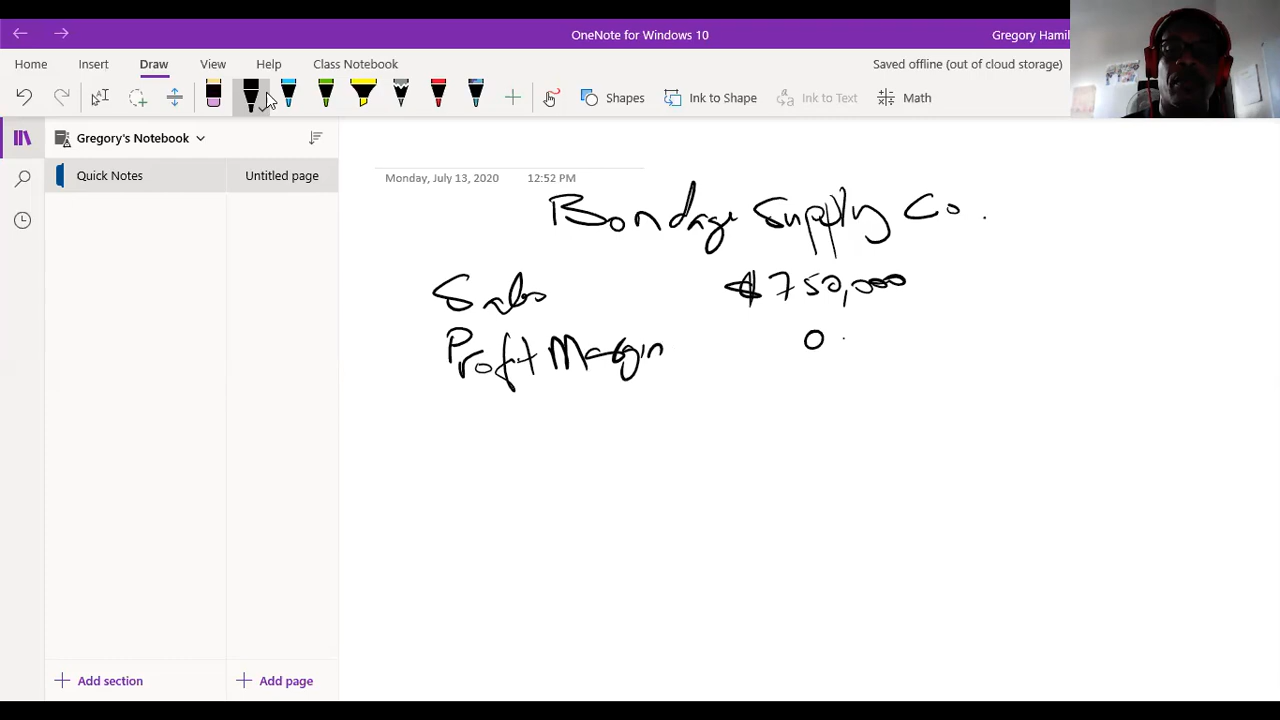 OneNote for Windows 10
Gregory Hamil
Home Insert Draw View Help Class Notebook
Saved offline (out of cloud storage)
Shapes Ink to Shape Ink to Text Math
Gregory's Notebook
Quick Notes
Untitled page
Monday, July 13, 2020 12:52 PM
Bondage Supply Co.
Sales $750,000
Profit Margin 0.
Add section
Add page